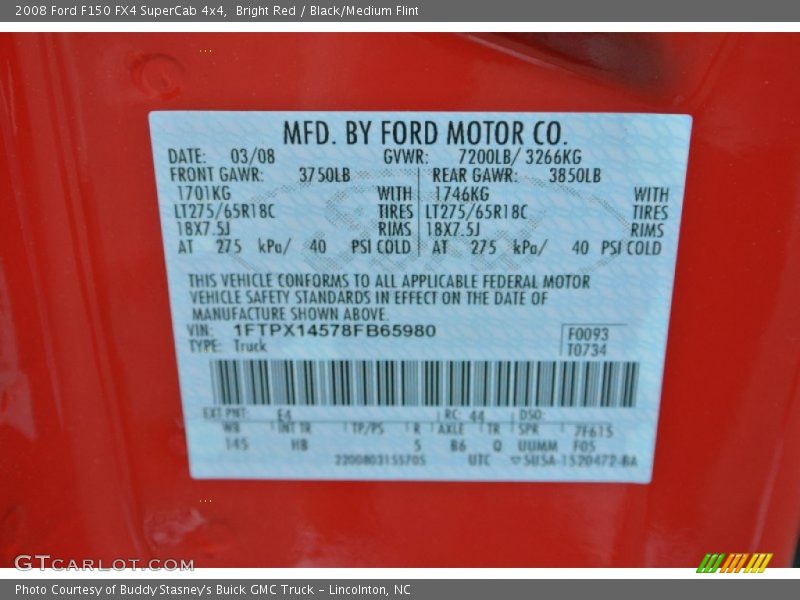 2008 Ford F150 FX4 SuperCab 4x4, Bright Red / Black/Medium Flint
MFD. BY FORD MOTOR CO.
DATE: 03/08 GVWR: 7200LB/ 3266KG
FRONT GAWR: 3750LB REAR GAWR: 3850LB
1701KG WITH 1746KG WITH
LT275/65R18C TIRES LT275/65R18C TIRES
18X7.5J RIMS 18X7.5J RIMS
AT 275 kPa/ 40 PSI COLD AT 275 kPa/ 40 PSI COLD
THIS VEHICLE CONFORMS TO ALL APPLICABLE FEDERAL MOTOR
VEHICLE SAFETY STANDARDS IN EFFECT ON THE DATE OF
MANUFACTURE SHOWN ABOVE.
VIN: 1FTPX14578FB65980 F0093
TYPE: Truck T0734
EXT PNT: E4 RC: 44 DSO:
WB INT TR TP/PS R AXLE TR SPR 7F615
145 HB 5 B6 Q UUMM F05
2200803155705 UTC 5U5A-1520472-BA
GTCARLOT.COM
Photo Courtesy of Buddy Stasney's Buick GMC Truck - Lincolnton, NC